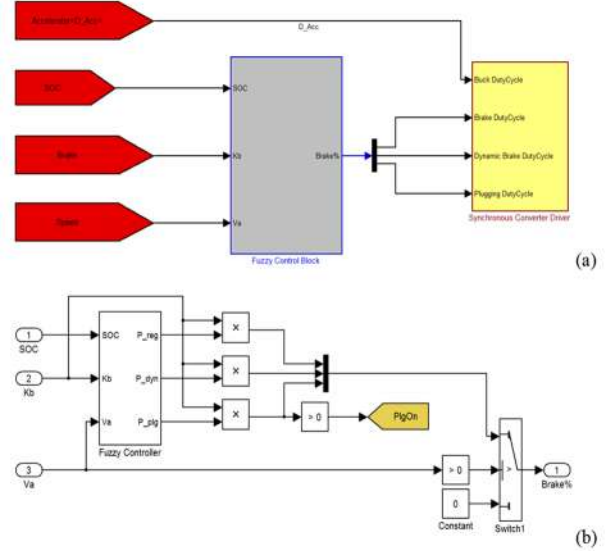 Accelerator<D_Acc>
D_Acc
SOC
SOC
Buck DutyCycle
Brake DutyCycle
Brake
Kb
Brake%
Dynamic Brake DutyCycle
Va
Plugging DutyCycle
Fuzzy Control Block
Synchronous Converter Driver
(a)
1
SOC
SOC
P_reg
×
2
Kb
Kb
P_dyn
×
Va
P_plg
×
> 0
PlgOn
Fuzzy Controller
3
Va
> 0
>
1
Brake%
0
Constant
Switch1
(b)